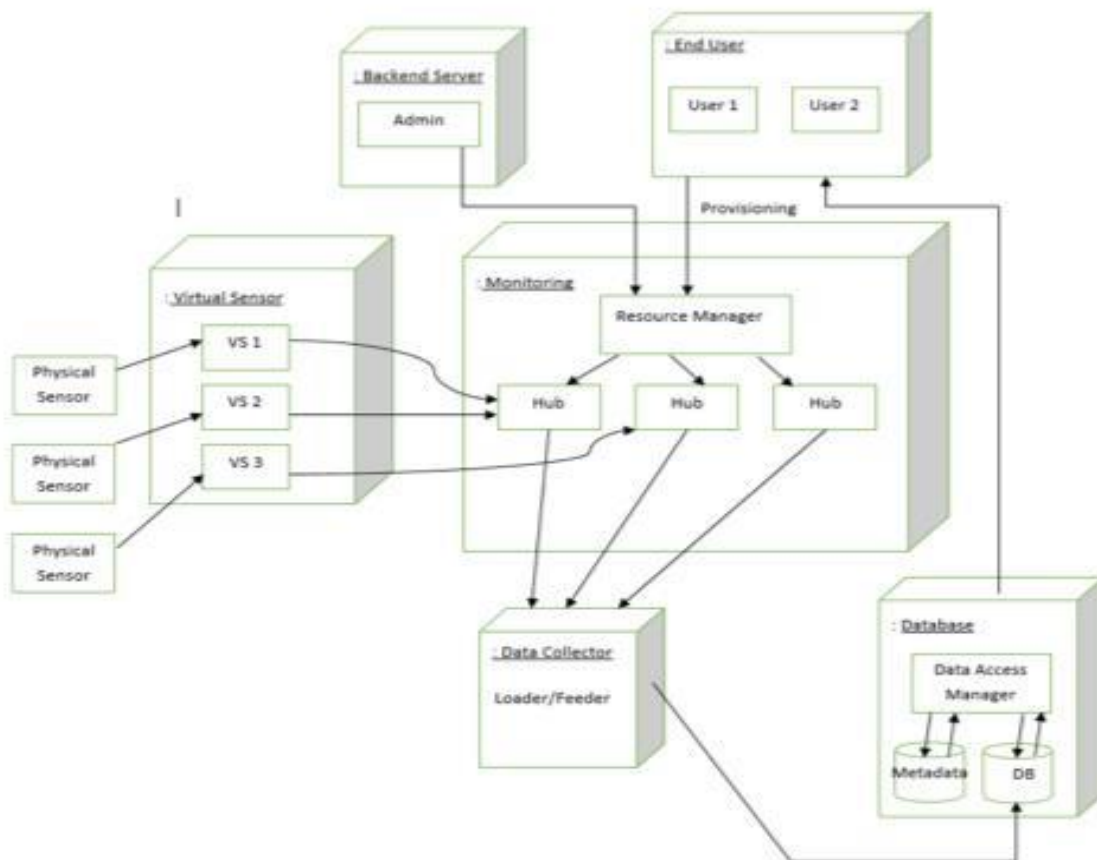 : Backend Server
Admin
: End User
User 1
User 2
Provisioning
: Virtual Sensor
VS 1
VS 2
VS 3
Physical
Sensor
Physical
Sensor
Physical
Sensor
: Monitoring
Resource Manager
Hub
Hub
Hub
: Data Collector
Loader/Feeder
: Database
Data Access
Manager
Metadata
DB